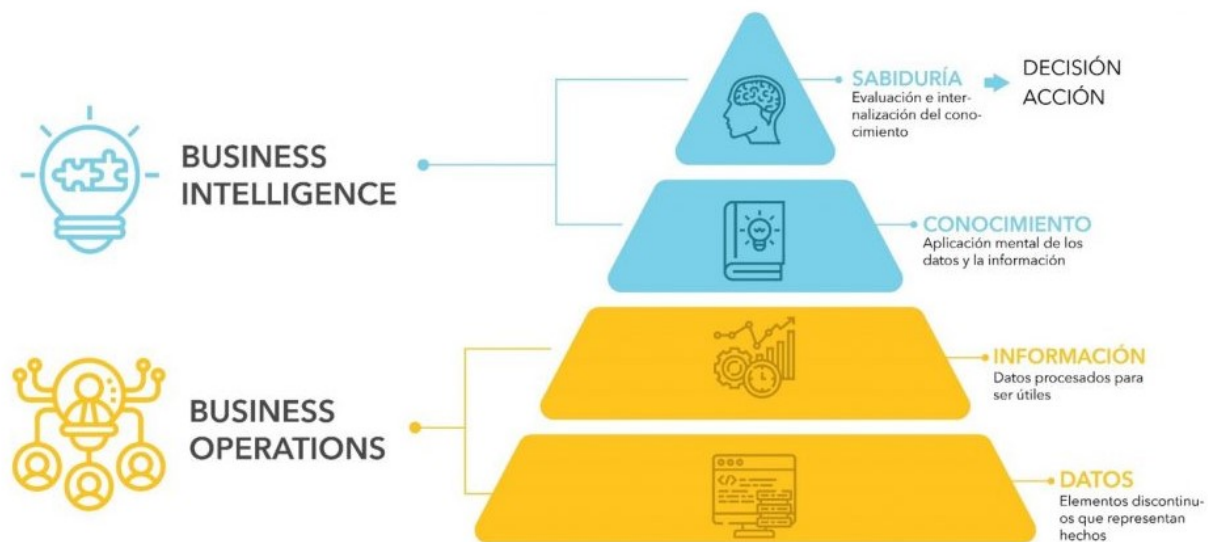 BUSINESS
INTELLIGENCE
SABIDURÍA
Evaluación e inter-
nalización del cono-
cimiento
DECISIÓN
ACCIÓN
CONOCIMIENTO
Aplicación mental de los
datos y la información
BUSINESS
OPERATIONS
INFORMACIÓN
Datos procesados para
ser útiles
DATOS
Elementos discontinu-
os que representan
hechos